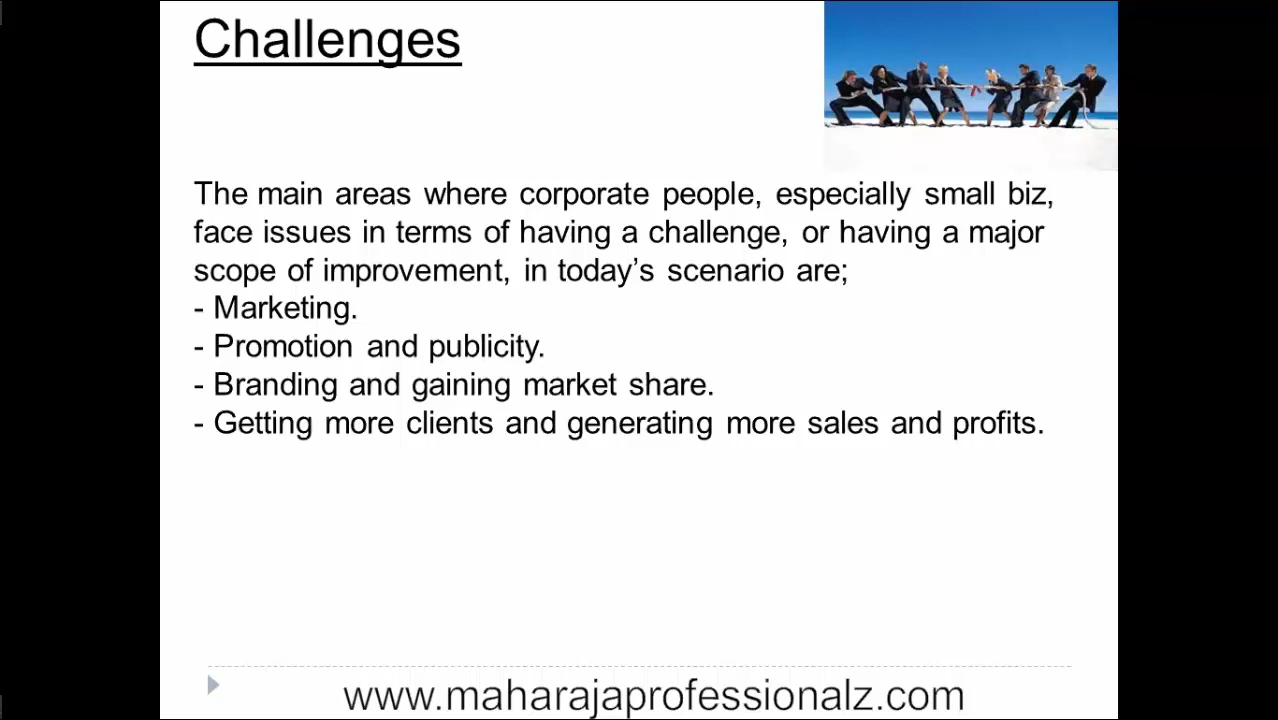 Challenges
The main areas where corporate people, especially small biz,
face issues in terms of having a challenge, or having a major
scope of improvement, in today’s scenario are;
- Marketing.
- Promotion and publicity.
- Branding and gaining market share.
- Getting more clients and generating more sales and profits.
www.maharajaprofessionalz.com